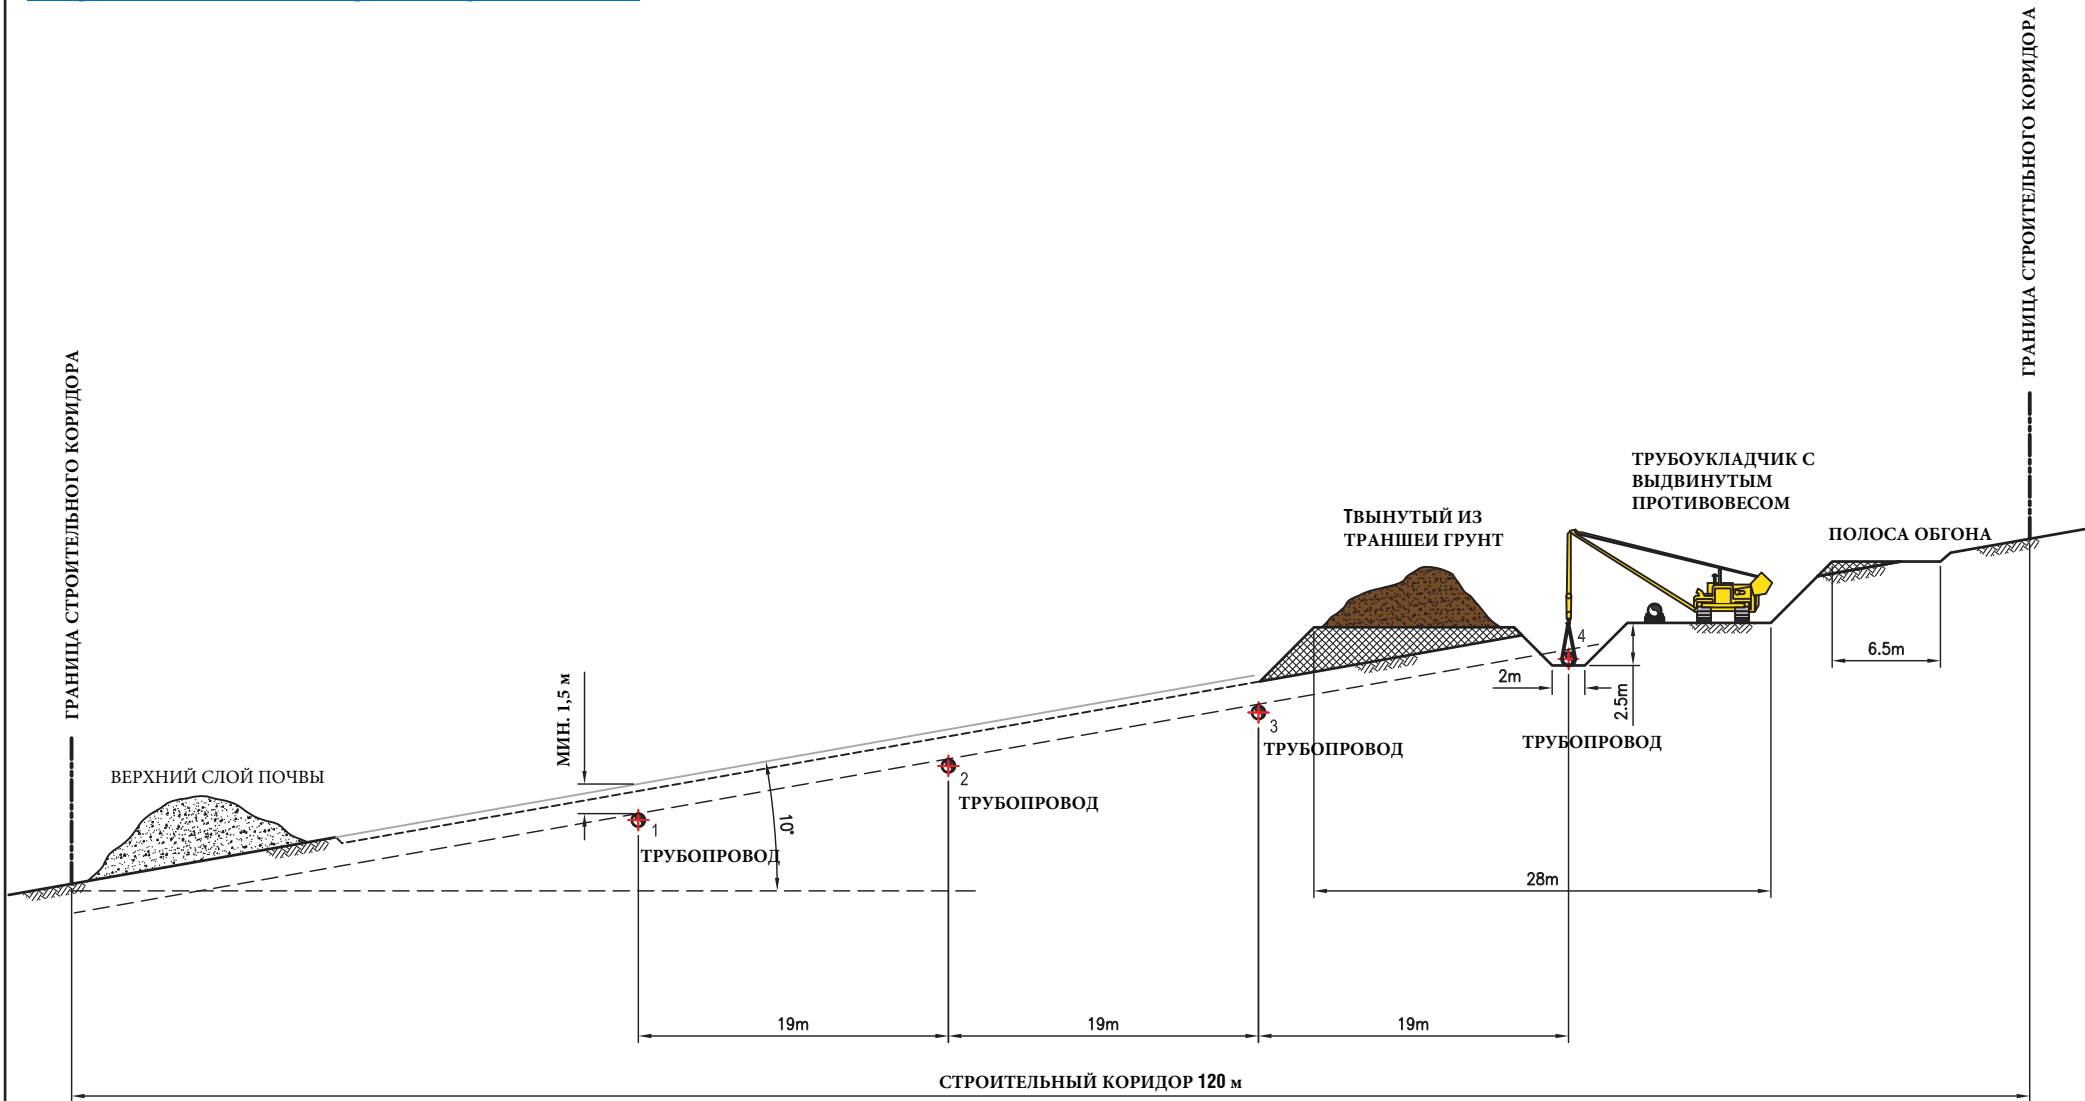 ГРАНИЦА СТРОИТЕЛЬНОГО КОРИДОРА
ГРАНИЦА СТРОИТЕЛЬНОГО КОРИДОРА
ТРУБОУКЛАДЧИК С
ВЫДВИНУТЫМ
ПРОТИВОВЕСОМ
TВЫНУТЫЙ ИЗ
ТРАНШЕИ ГРУНТ
ПОЛОСА ОБГОНА
4
6.5m
2m
2.5m
МИН. 1,5 м
3
ТРУБОПРОВОД
ТРУБОПРОВОД
ВЕРХНИЙ СЛОЙ ПОЧВЫ
2
ТРУБОПРОВОД
1
10°
ТРУБОПРОВОД
28m
19m
19m
19m
СТРОИТЕЛЬНЫЙ КОРИДОР 120 м